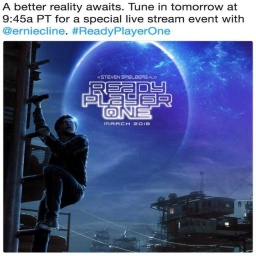 A better reality awaits. Tune in tomorrow at
9:45a PT for a special live stream event with
@erniecline. #ReadyPlayerOne
A STEVEN SPIELBERG FILM
READY
PLAYER
ONE
MARCH 2018